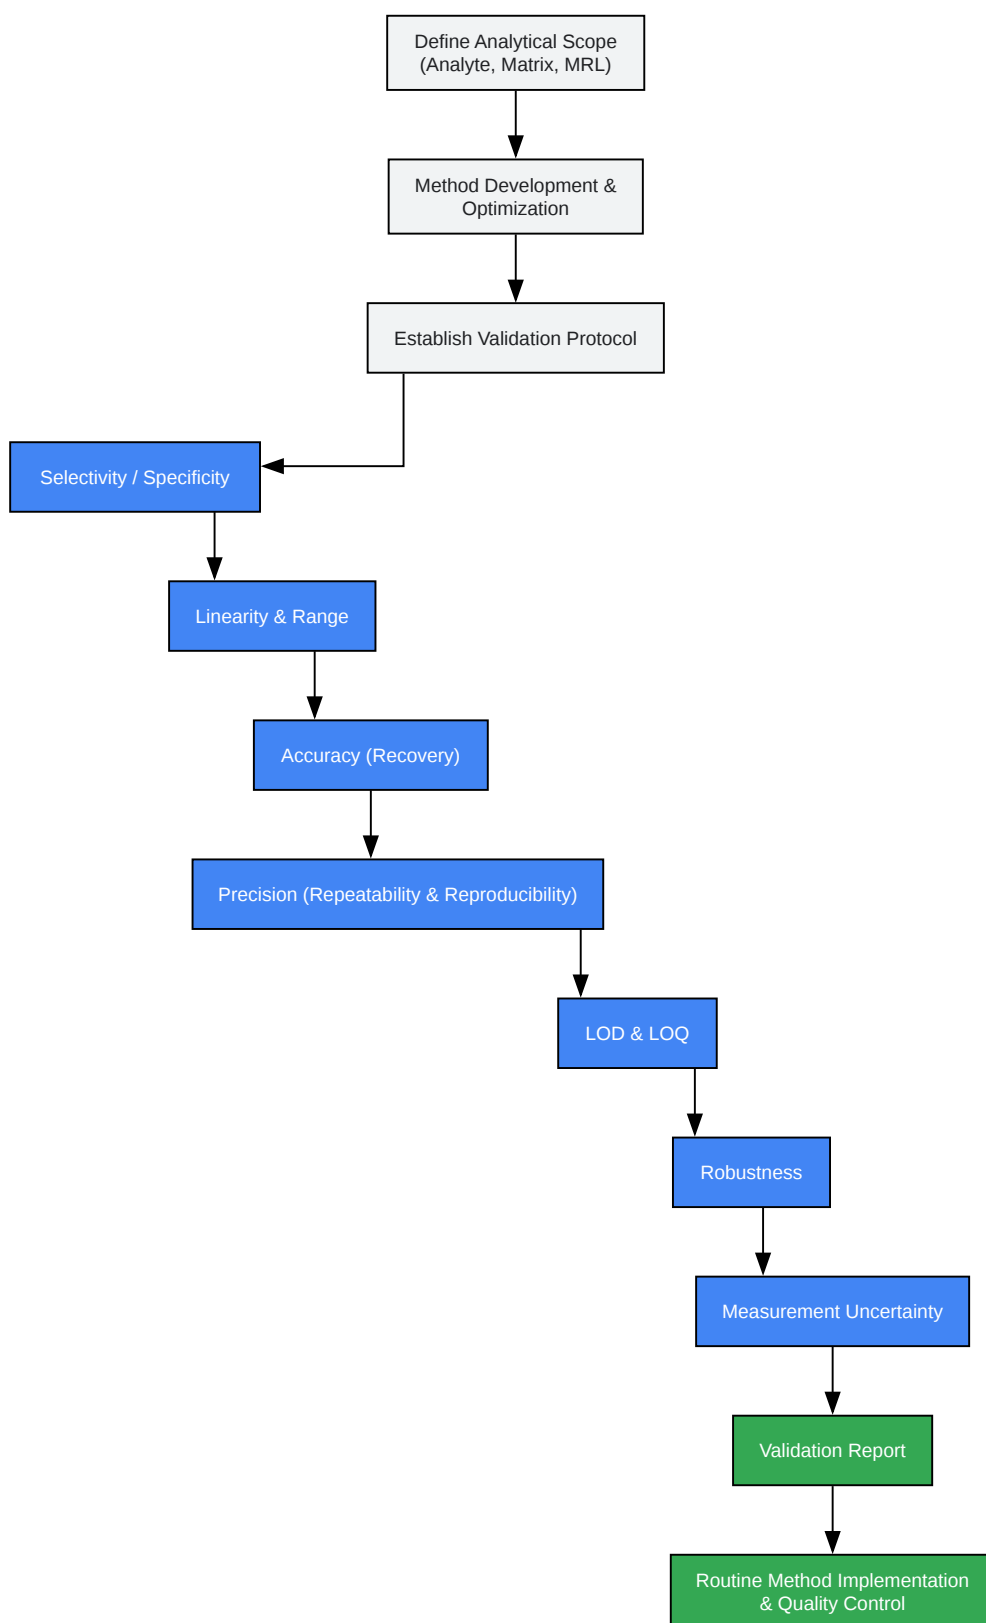 Define Analytical Scope
(Analyte, Matrix, MRL)
Method Development &
Optimization
Establish Validation Protocol
Selectivity / Specificity
Linearity & Range
Accuracy (Recovery)
Precision (Repeatability & Reproducibility)
LOD & LOQ
Robustness
Measurement Uncertainty
Validation Report
Routine Method Implementation
& Quality Control